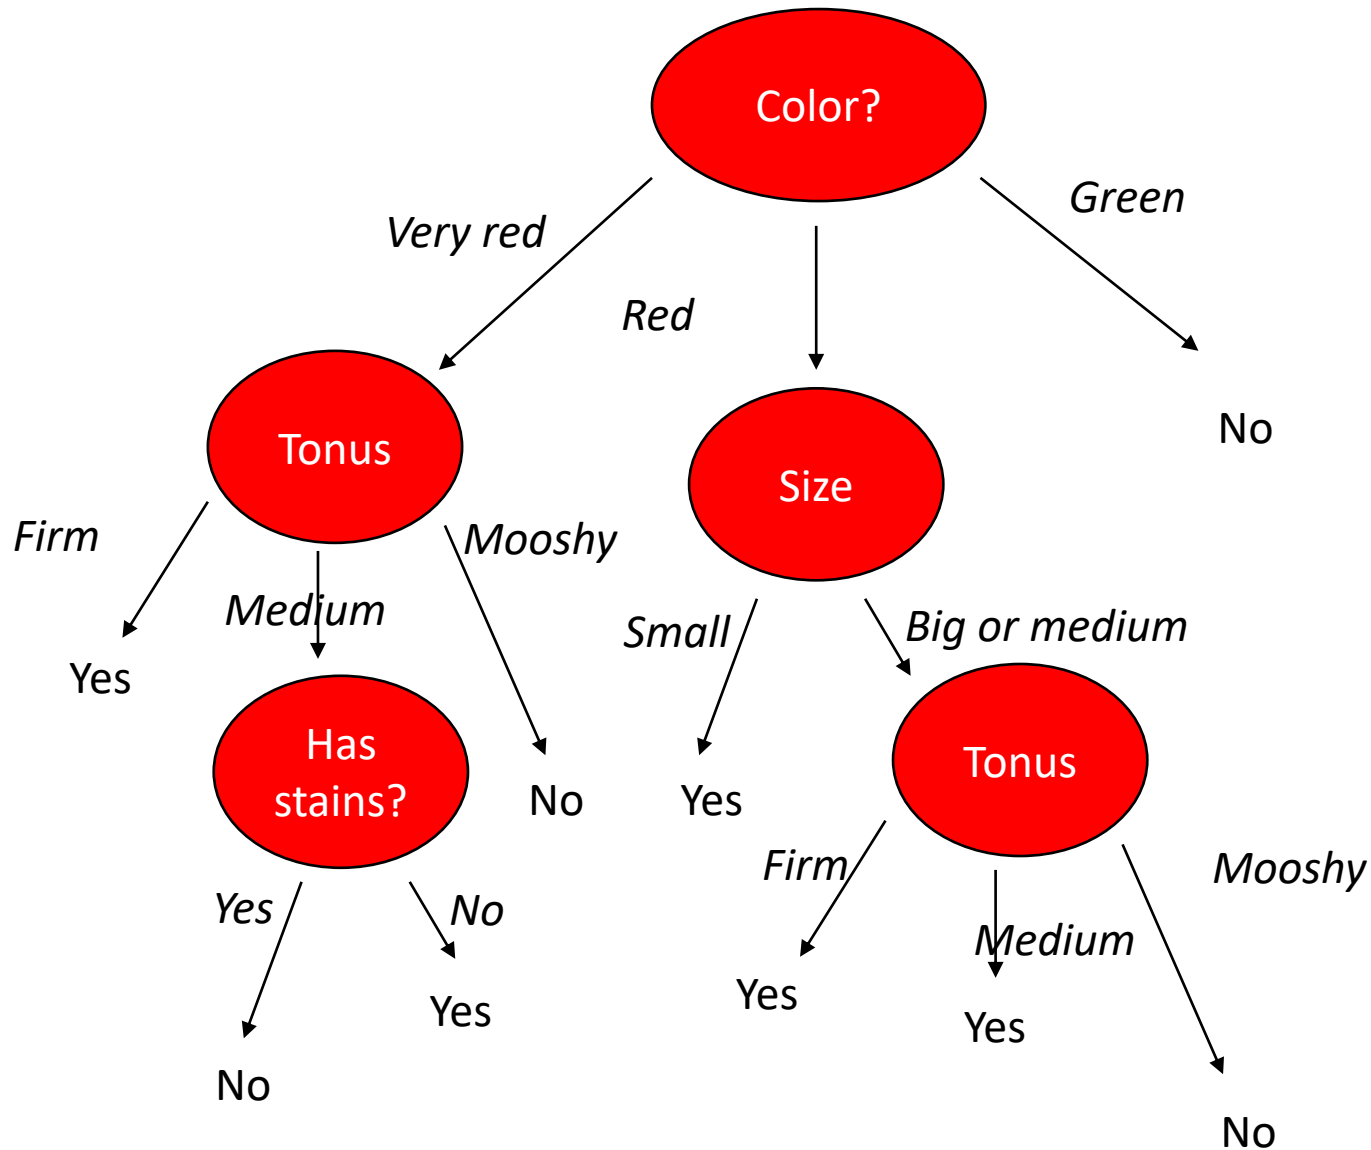 Color?
Very red
Red
Green
Tonus
Size
No
Firm
Medium
Mooshy
Small
Big or medium
Yes
Has
stains?
No
Yes
Tonus
Yes
No
Firm
Medium
Mooshy
No
Yes
Yes
Yes
No